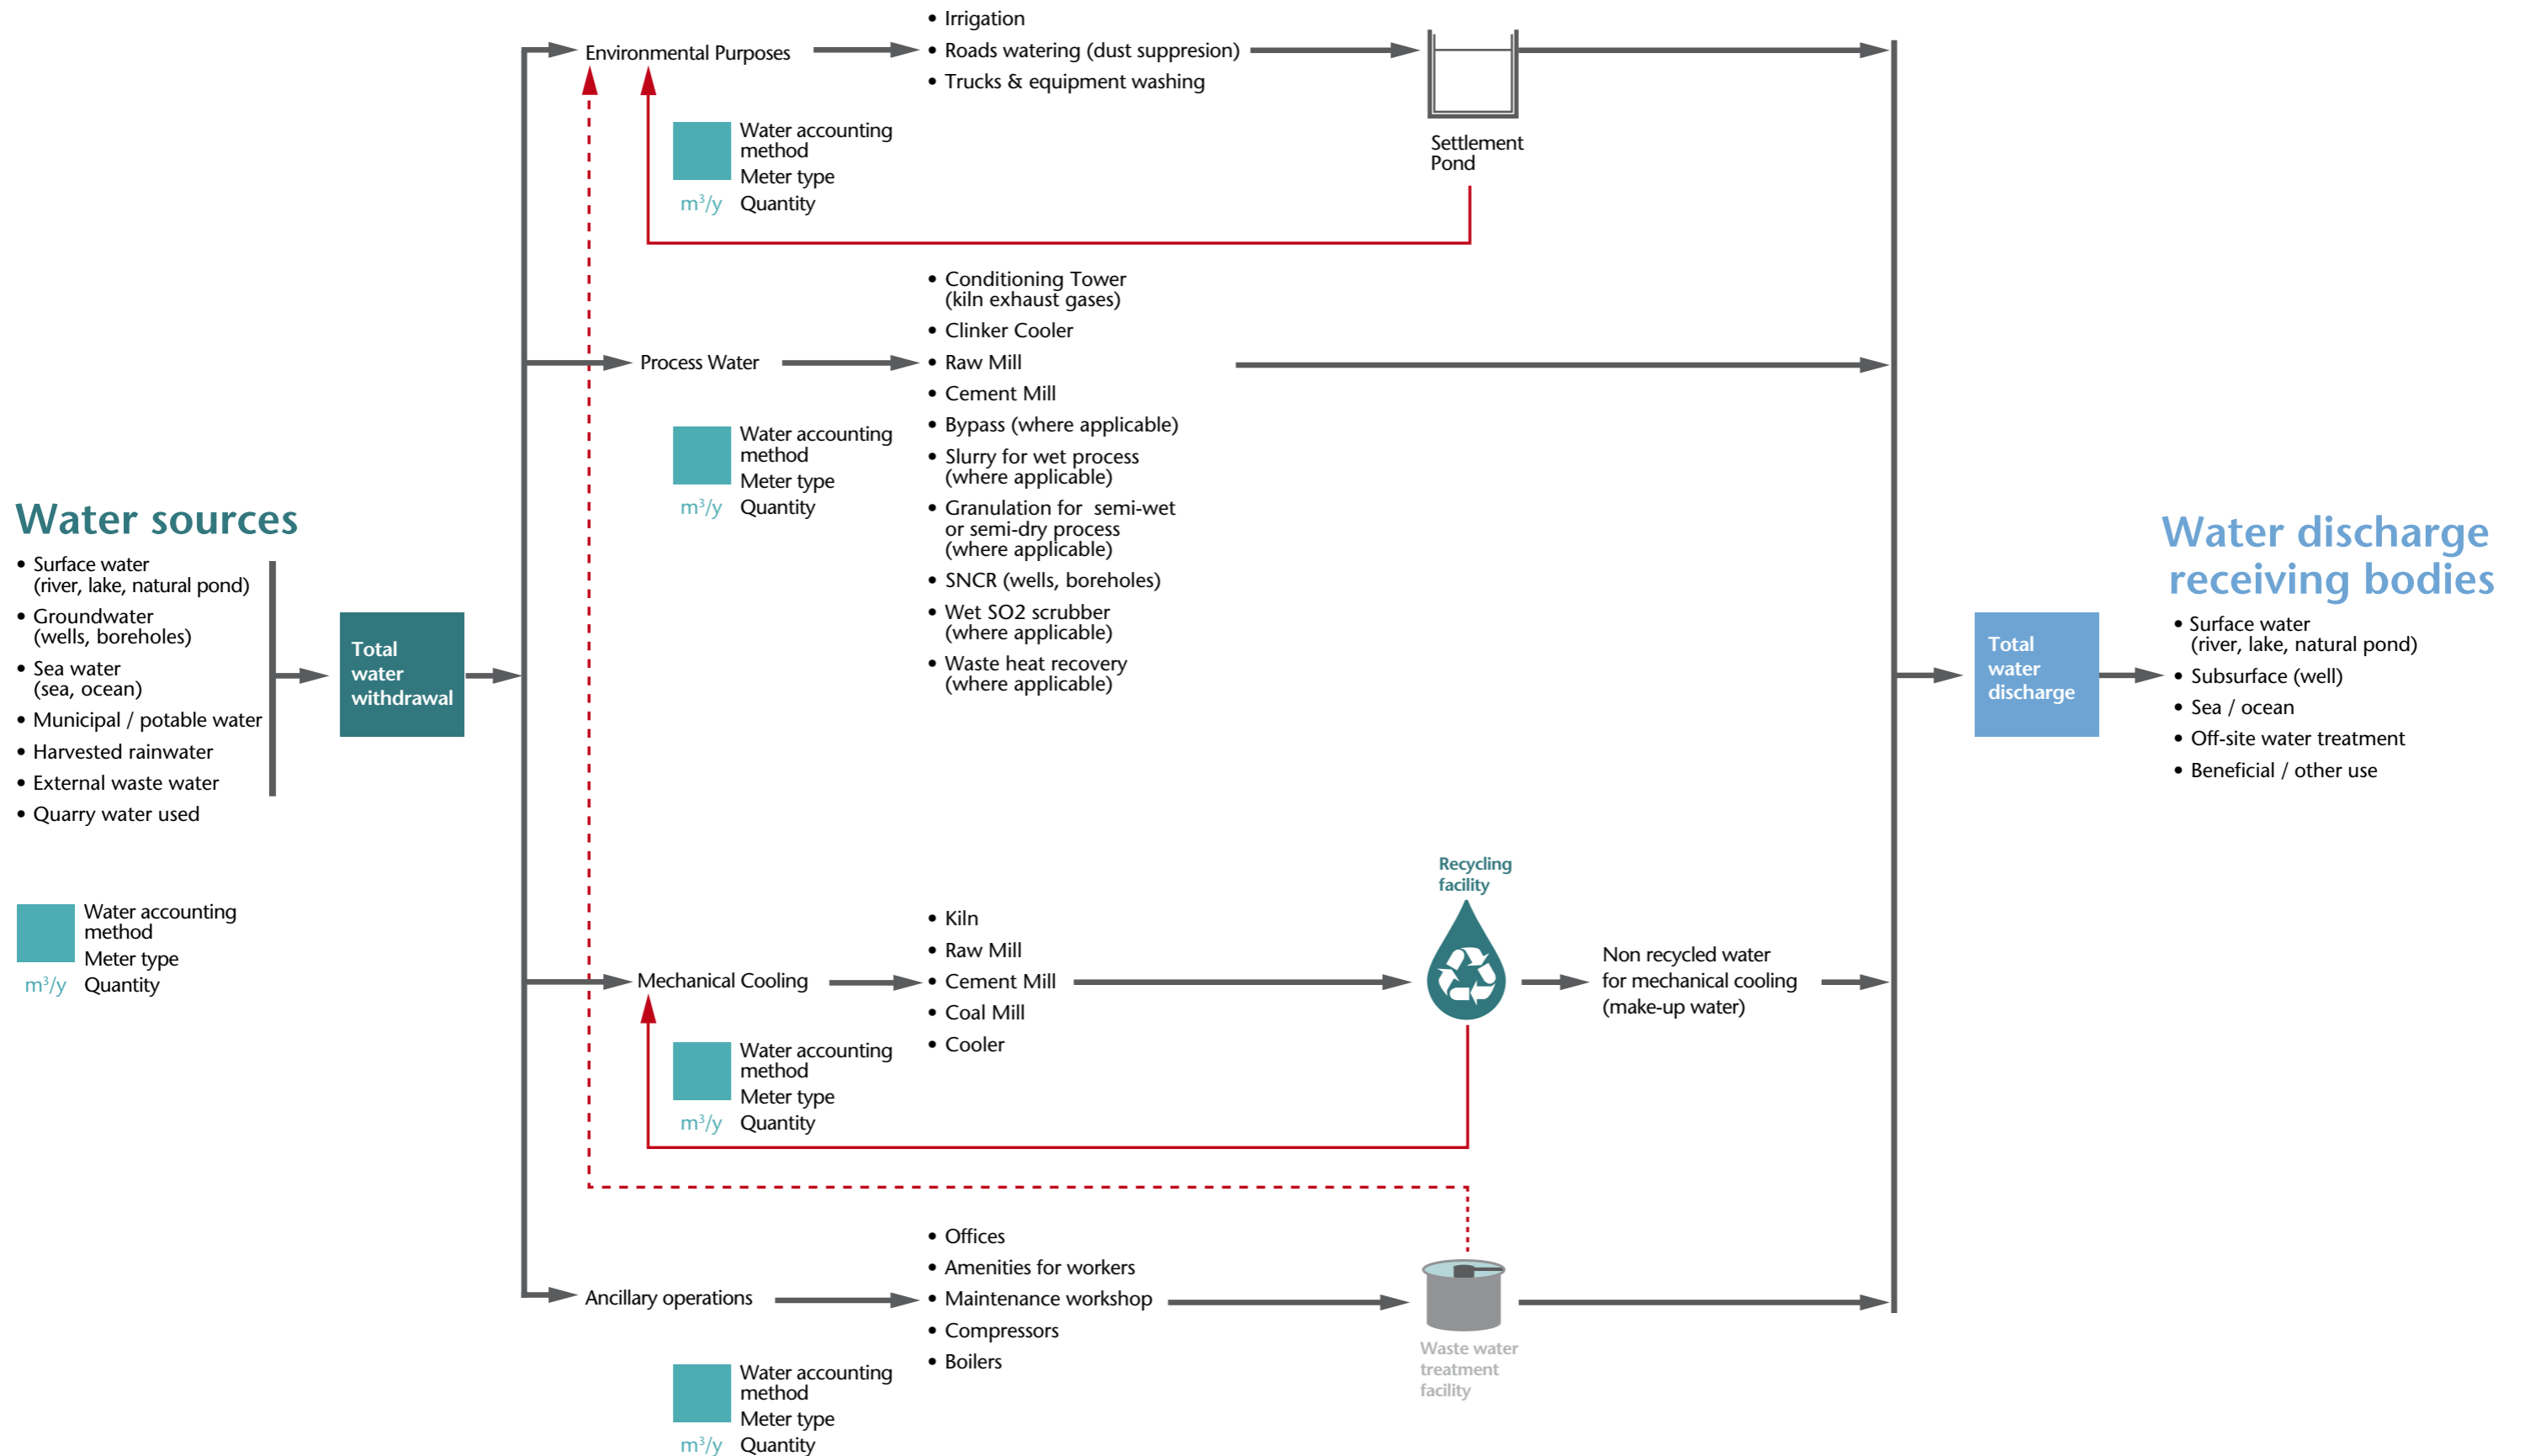 Water sources
• Surface water
(river, lake, natural pond)
• Groundwater
(wells, boreholes)
• Sea water
(sea, ocean)
• Municipal / potable water
• Harvested rainwater
• External waste water
• Quarry water used
Water accounting
method
Meter type
m³/y Quantity
Total
water
withdrawal
Environmental Purposes
Water accounting
method
Meter type
m³/y Quantity
• Irrigation
• Roads watering (dust suppresion)
• Trucks & equipment washing
Settlement
Pond
Process Water
Water accounting
method
Meter type
m³/y Quantity
• Conditioning Tower
(kiln exhaust gases)
• Clinker Cooler
• Raw Mill
• Cement Mill
• Bypass (where applicable)
• Slurry for wet process
(where applicable)
• Granulation for semi-wet
or semi-dry process
(where applicable)
• SNCR (wells, boreholes)
• Wet SO2 scrubber
(where applicable)
• Waste heat recovery
(where applicable)
Mechanical Cooling
Water accounting
method
Meter type
m³/y Quantity
• Kiln
• Raw Mill
• Cement Mill
• Coal Mill
• Cooler
Recycling
facility
Non recycled water
for mechanical cooling
(make-up water)
Ancillary operations
Water accounting
method
Meter type
m³/y Quantity
• Offices
• Amenities for workers
• Maintenance workshop
• Compressors
• Boilers
Waste water
treatment
facility
Total
water
discharge
Water discharge
receiving bodies
• Surface water
(river, lake, natural pond)
• Subsurface (well)
• Sea / ocean
• Off-site water treatment
• Beneficial / other use